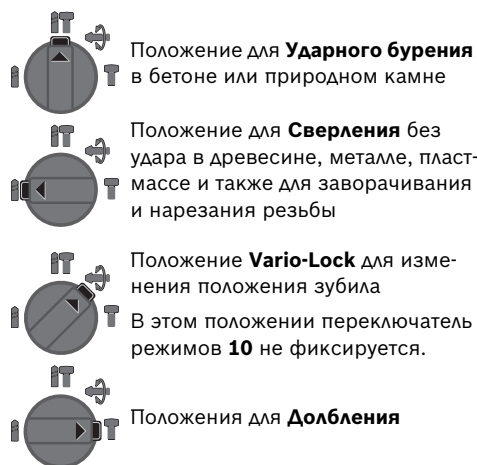 Положение для Ударного бурения
в бетоне или природном камне
Положение для Сверления без
удара в древесине, металле, пласт-
массе и также для заворачивания
и нарезания резьбы
Положение Vario-Lock для изме-
нения положения зубила
В этом положении переключатель
режимов 10 не фиксируется.
Положения для Долбления